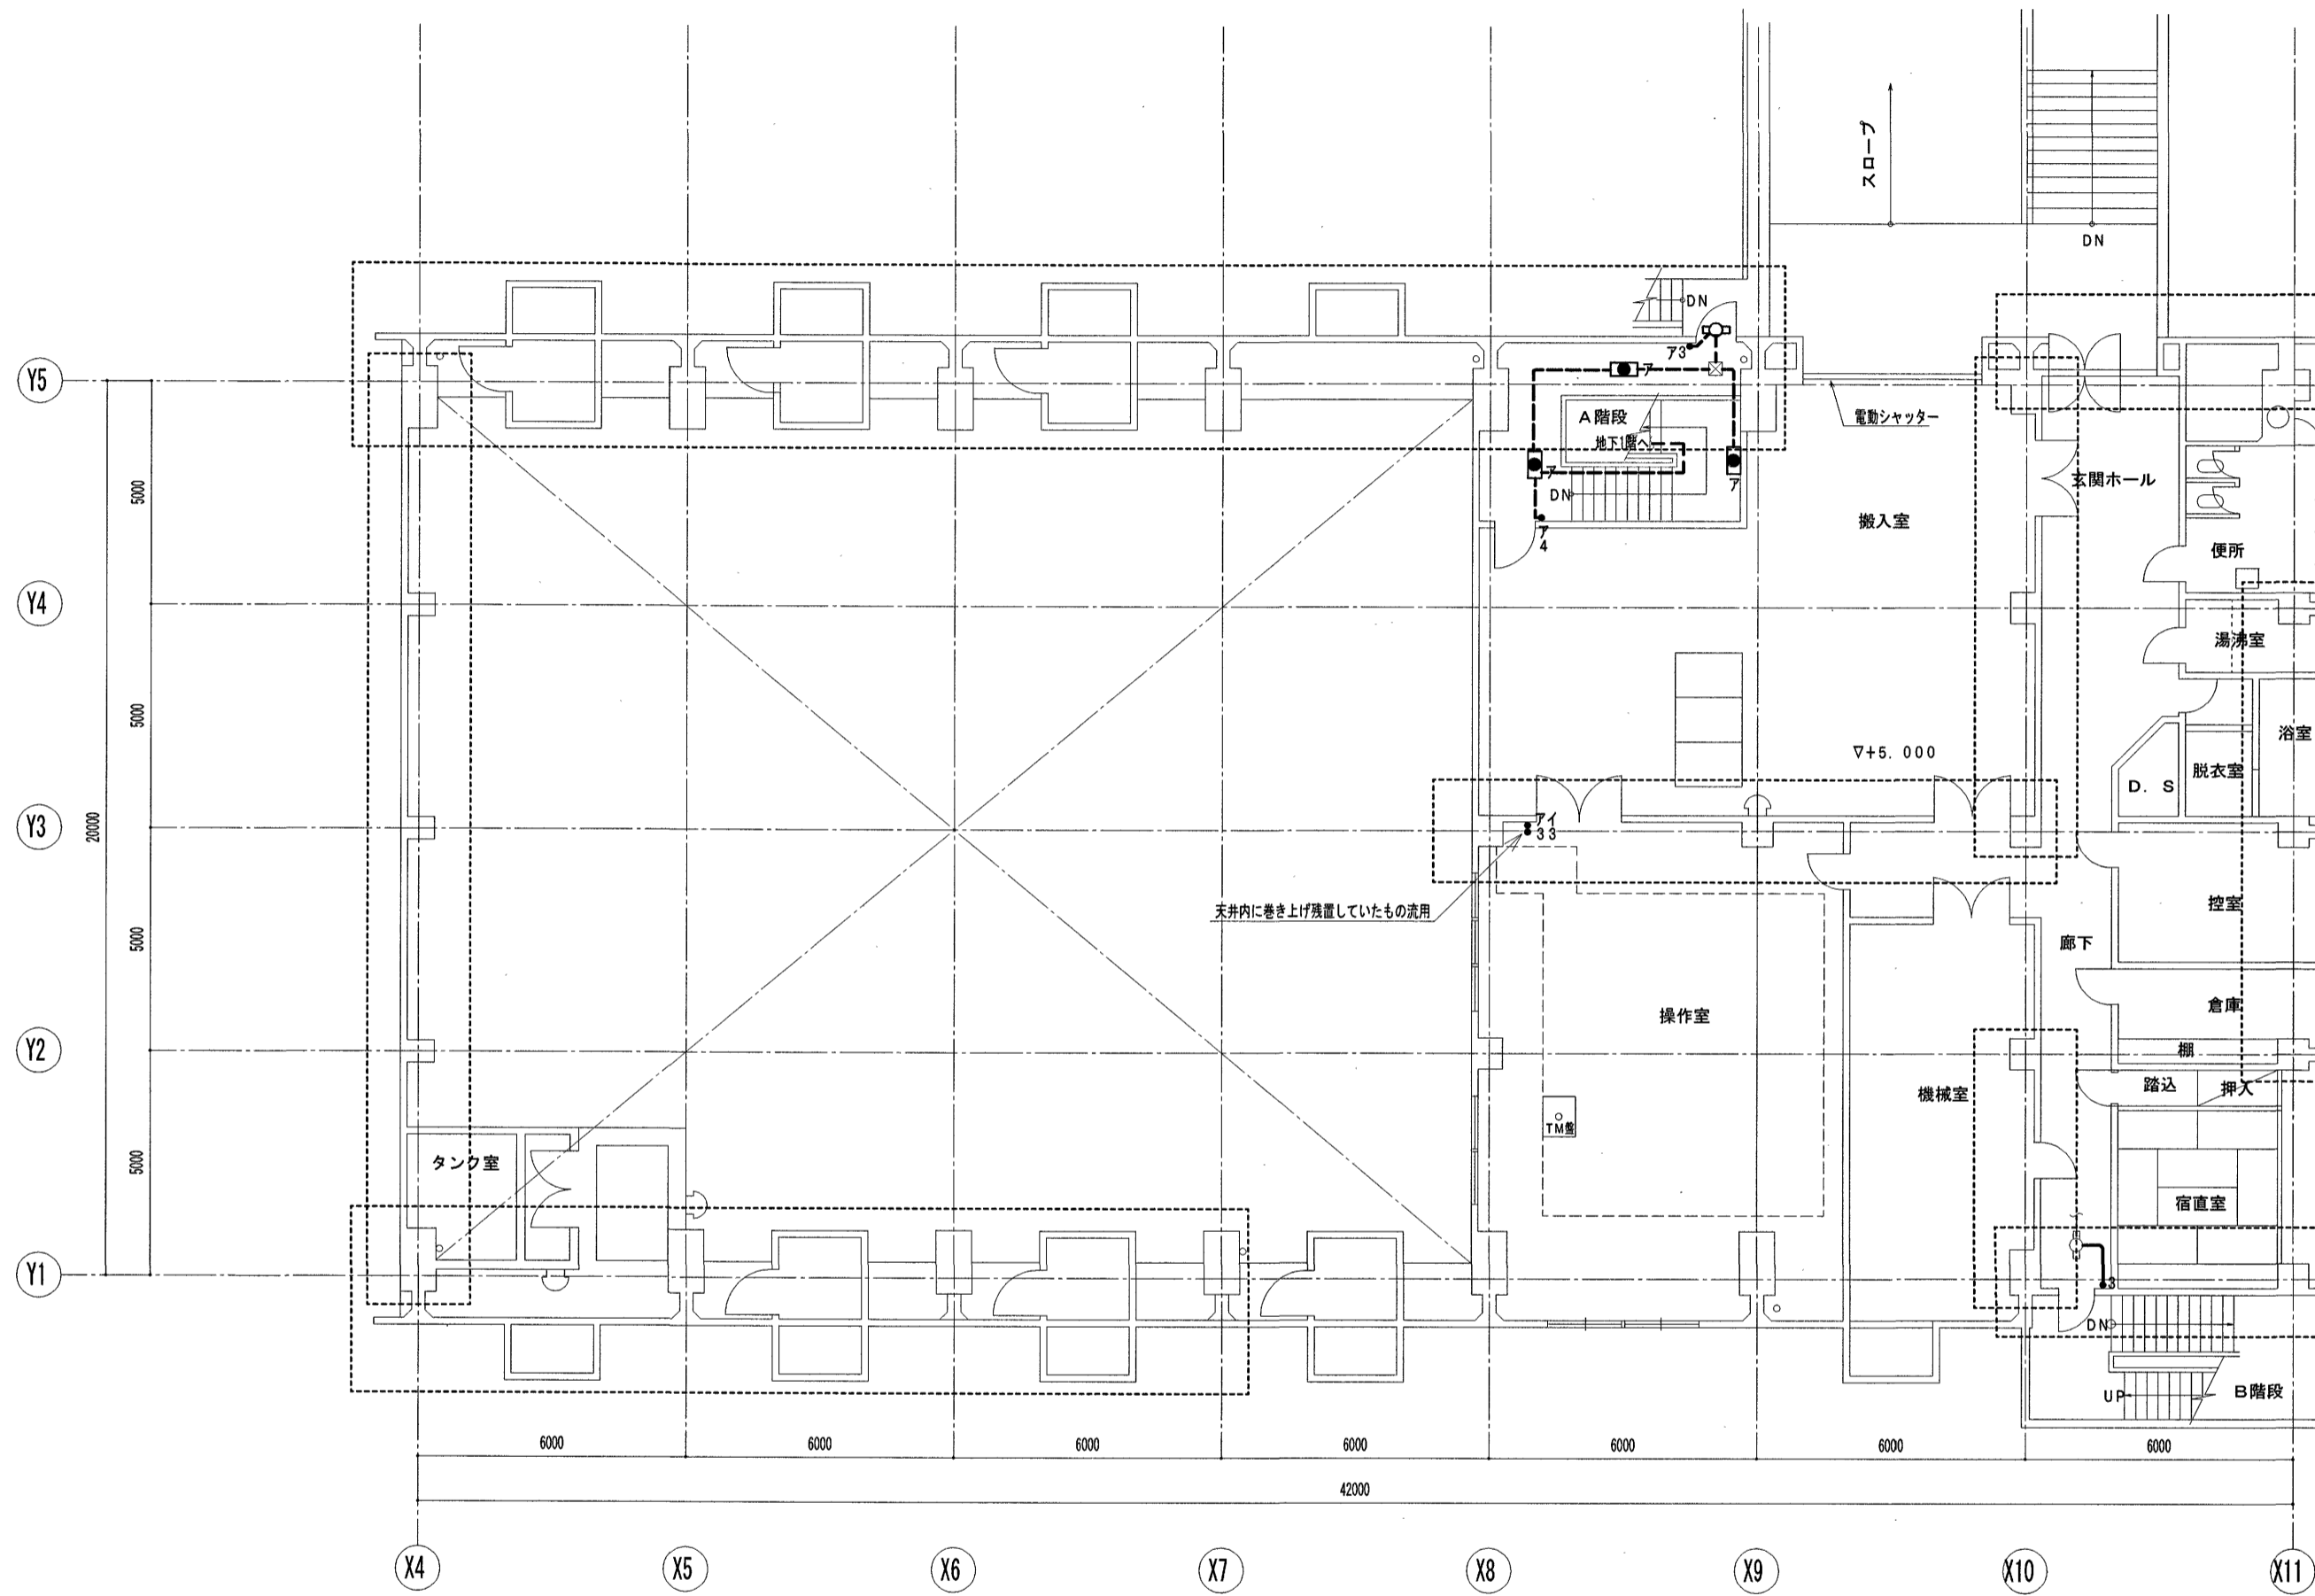 スロープ
DN
DN
Y5
ア3
ア
A階段
地下1階へ
電動シャッター
ア
ア
DN
ア
4
搬入室
玄関ホール
5000
便所
Y4
湯沸室
5000
▽+5.000
浴室
脱衣室
D.S
Y3
20000
アイ
33
天井内に巻き上げ残置していたもの流用
控室
廊下
5000
倉庫
操作室
Y2
棚
踏込
押入
機械室
TM盤
タンク室
5000
宿直室
Y1
3
DN
UP
B階段
6000
6000
6000
6000
6000
6000
6000
42000
X4
X5
X6
X7
X8
X9
X10
X11